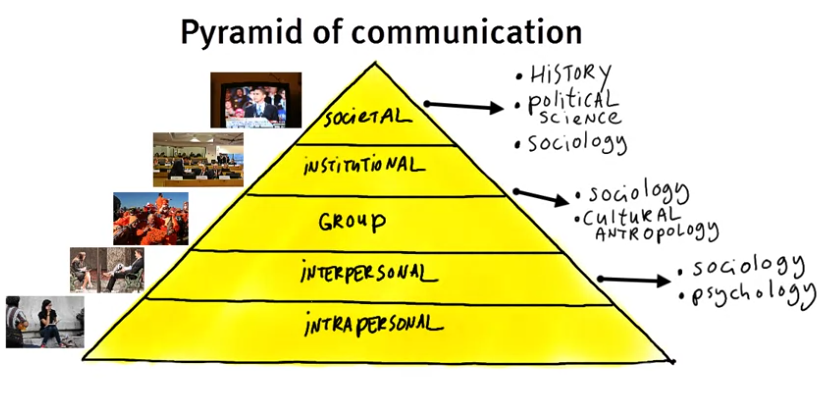 Pyramid of communication
SOCIETAL
INSTITUTIONAL
GROUP
INTERPERSONAL
INTRAPERSONAL
• HISTORY
• POLITICAL
SCIENCE
• SOCIOLOGY
• SOCIOLOGY
• CULTURAL
ANTROPOLOGY
• SOCIOLOGY
• PSYCHOLOGY